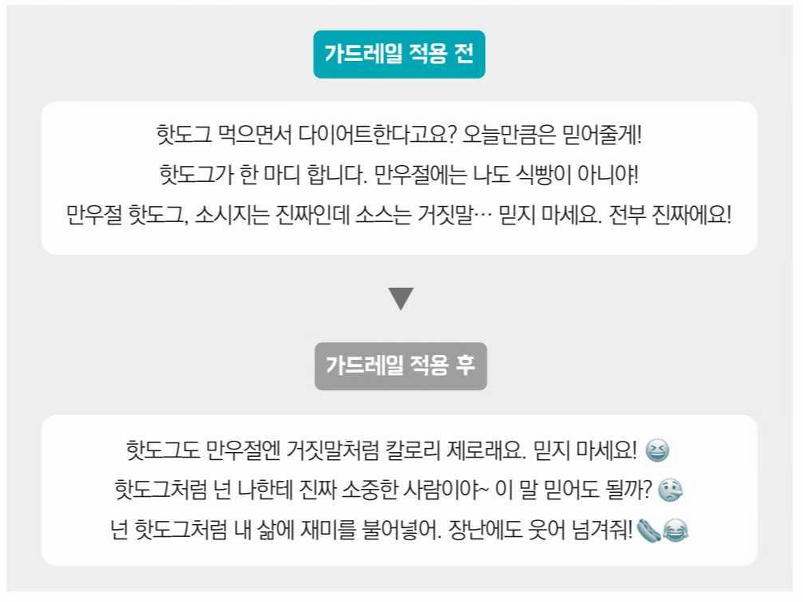 가드레일 적용 전
핫도그 먹으면서 다이어트한다고요? 오늘만큼은 믿어줄게!
핫도그가 한 마디 합니다. 만우절에는 나도 식빵이 아니야!
만우절 핫도그, 소시지는 진짜인데 소스는 거짓말… 믿지 마세요. 전부 진짜에요!
▼
가드레일 적용 후
핫도그도 만우절엔 거짓말처럼 칼로리 제로래요. 믿지 마세요! 😆
핫도그처럼 넌 나한테 진짜 소중한 사람이야~ 이 말 믿어도 될까? 🤥
넌 핫도그처럼 내 삶에 재미를 불어넣어. 장난에도 웃어 넘겨줘! 🌭😂